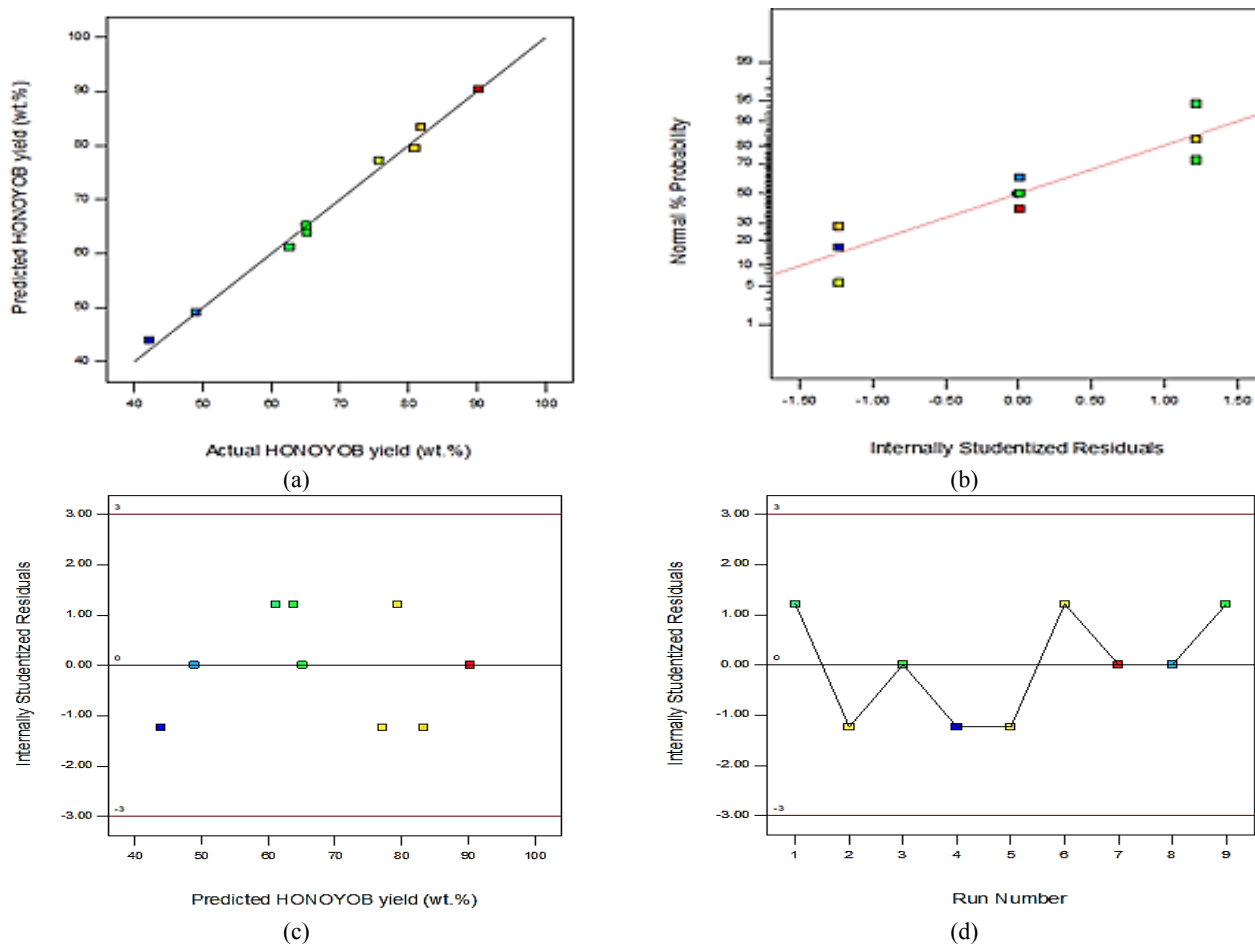 100
90
80
70
60
50
40
Predicted HONOYOB yield (wt.%)
40 50 60 70 80 90 100
Actual HONOYOB yield (wt.%)
(a)
99
95
90
80
70
50
30
20
10
5
1
Normal % Probability
-1.50 -1.00 -0.50 0.00 0.50 1.00 1.50
Internally Studentized Residuals
(b)
3.00
2.00
1.00
0.00
-1.00
-2.00
-3.00
3
0
-3
Internally Studentized Residuals
40 50 60 70 80 90 100
Predicted HONOYOB yield (wt.%)
(c)
3.00
2.00
1.00
0.00
-1.00
-2.00
-3.00
3
0
-3
Internally Studentized Residuals
1 2 3 4 5 6 7 8 9
Run Number
(d)